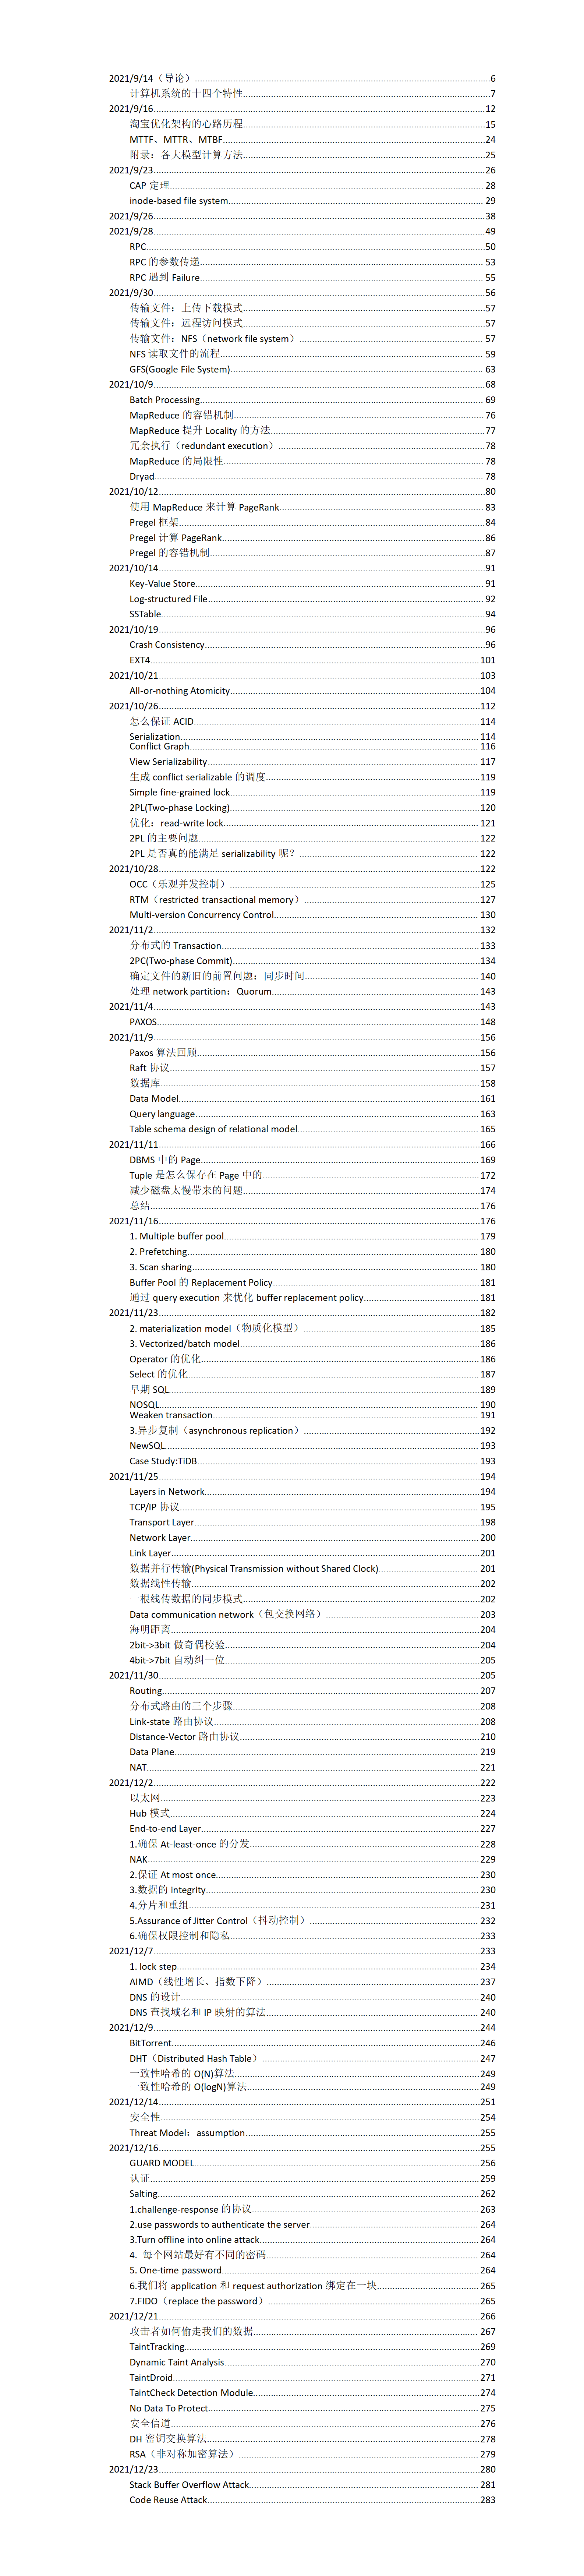 2021/9/14（导论）......6
计算机系统的十四个特性......7
2021/9/16......12
淘宝优化架构的心路历程......15
MTTF、MTTR、MTBF......24
附录：各大模型计算方法......25
2021/9/23......26
CAP 定理......28
inode-based file system......29
2021/9/26......38
2021/9/28......49
RPC......50
RPC 的参数传递......53
RPC 遇到 Failure......55
2021/9/30......56
传输文件：上传下载模式......57
传输文件：远程访问模式......57
传输文件：NFS（network file system）......57
NFS 读取文件的流程......59
GFS(Google File System)......63
2021/10/9......68
Batch Processing......69
MapReduce 的容错机制......76
MapReduce 提升 Locality 的方法......77
冗余执行（redundant execution）......78
MapReduce 的局限性......78
Dryad......78
2021/10/12......80
使用 MapReduce 来计算 PageRank......83
Pregel 框架......84
Pregel 计算 PageRank......86
Pregel 的容错机制......87
2021/10/14......91
Key-Value Store......91
Log-structured File......92
SSTable......94
2021/10/19......96
Crash Consistency......96
EXT4......101
2021/10/21......103
All-or-nothing Atomicity......104
2021/10/26......112
怎么保证 ACID......114
Serialization......114
Conflict Graph......116
View Serializability......117
生成 conflict serializable 的调度......119
Simple fine-grained lock......119
2PL(Two-phase Locking)......120
优化：read-write lock......121
2PL 的主要问题......122
2PL 是否真的能满足 serializability 呢？......122
2021/10/28......122
OCC（乐观并发控制）......125
RTM（restricted transactional memory）......127
Multi-version Concurrency Control......130
2021/11/2......132
分布式的 Transaction......133
2PC(Two-phase Commit)......134
确定文件的新旧的前置问题：同步时间......140
处理 network partition：Quorum......143
2021/11/4......143
PAXOS......148
2021/11/9......156
Paxos 算法回顾......156
Raft 协议......157
数据库......158
Data Model......161
Query language......163
Table schema design of relational model......165
2021/11/11......166
DBMS 中的 Page......169
Tuple 是怎么保存在 Page 中的......172
减少磁盘太慢带来的问题......174
总结......176
2021/11/16......176
1. Multiple buffer pool......179
2. Prefetching......180
3. Scan sharing......180
Buffer Pool 的 Replacement Policy......181
通过 query execution 来优化 buffer replacement policy......181
2021/11/23......182
2. materialization model（物质化模型）......185
3. Vectorized/batch model......186
Operator 的优化......186
Select 的优化......187
早期 SQL......189
NOSQL......190
Weaken transaction......191
3.异步复制（asynchronous replication）......192
NewSQL......193
Case Study:TiDB......193
2021/11/25......194
Layers in Network......194
TCP/IP 协议......195
Transport Layer......198
Network Layer......200
Link Layer......201
数据并行传输(Physical Transmission without Shared Clock)......201
数据线性传输......202
一根线传数据的同步模式......202
Data communication network（包交换网络）......203
海明距离......204
2bit->3bit 做奇偶校验......204
4bit->7bit 自动纠一位......205
2021/11/30......205
Routing......207
分布式路由的三个步骤......208
Link-state 路由协议......208
Distance-Vector 路由协议......210
Data Plane......219
NAT......221
2021/12/2......222
以太网......223
Hub 模式......224
End-to-end Layer......227
1.确保 At-least-once 的分发......228
NAK......229
2.保证 At most once......230
3.数据的 integrity......230
4.分片和重组......231
5.Assurance of Jitter Control（抖动控制）......232
6.确保权限控制和隐私......233
2021/12/7......233
1. lock step......234
AIMD（线性增长、指数下降）......237
DNS 的设计......240
DNS 查找域名和 IP 映射的算法......240
2021/12/9......244
BitTorrent......246
DHT（Distributed Hash Table）......247
一致性哈希的 O(N)算法......249
一致性哈希的 O(logN)算法......249
2021/12/14......251
安全性......254
Threat Model：assumption......255
2021/12/16......255
GUARD MODEL......256
认证......259
Salting......262
1.challenge-response 的协议......263
2.use passwords to authenticate the server......264
3.Turn offline into online attack......264
4. 每个网站最好有不同的密码......264
5. One-time password......264
6.我们将 application 和 request authorization 绑定在一块......265
7.FIDO（replace the password）......265
2021/12/21......266
攻击者如何偷走我们的数据......267
TaintTracking......269
Dynamic Taint Analysis......270
TaintDroid......271
TaintCheck Detection Module......274
No Data To Protect......275
安全信道......276
DH 密钥交换算法......278
RSA（非对称加密算法）......279
2021/12/23......280
Stack Buffer Overflow Attack......281
Code Reuse Attack......283